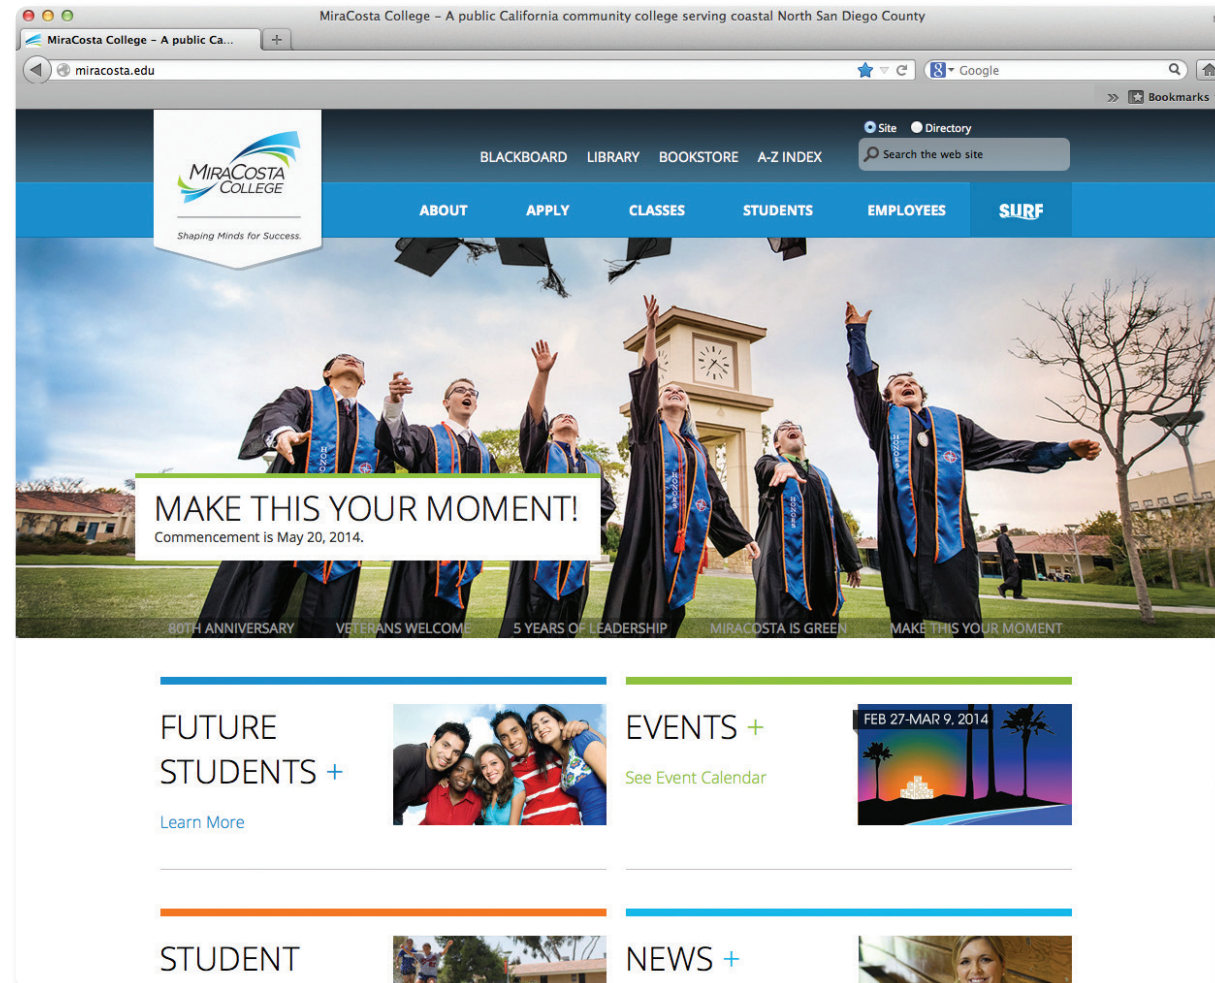 MiraCosta College – A public California community college serving coastal North San Diego County
MiraCosta College – A public Ca... +
miracosta.edu
Google
Bookmarks
Site Directory
BLACKBOARD LIBRARY BOOKSTORE A-Z INDEX
Search the web site
MIRACOSTA
COLLEGE
Shaping Minds for Success.
ABOUT APPLY CLASSES STUDENTS EMPLOYEES SURF
HONORS
HONORS
HONORS
HONORS
MAKE THIS YOUR MOMENT!
Commencement is May 20, 2014.
80TH ANNIVERSARY VETERANS WELCOME 5 YEARS OF LEADERSHIP MIRACOSTA IS GREEN MAKE THIS YOUR MOMENT
FUTURE
STUDENTS +
Learn More
EVENTS +
See Event Calendar
FEB 27-MAR 9, 2014
STUDENT
NEWS +